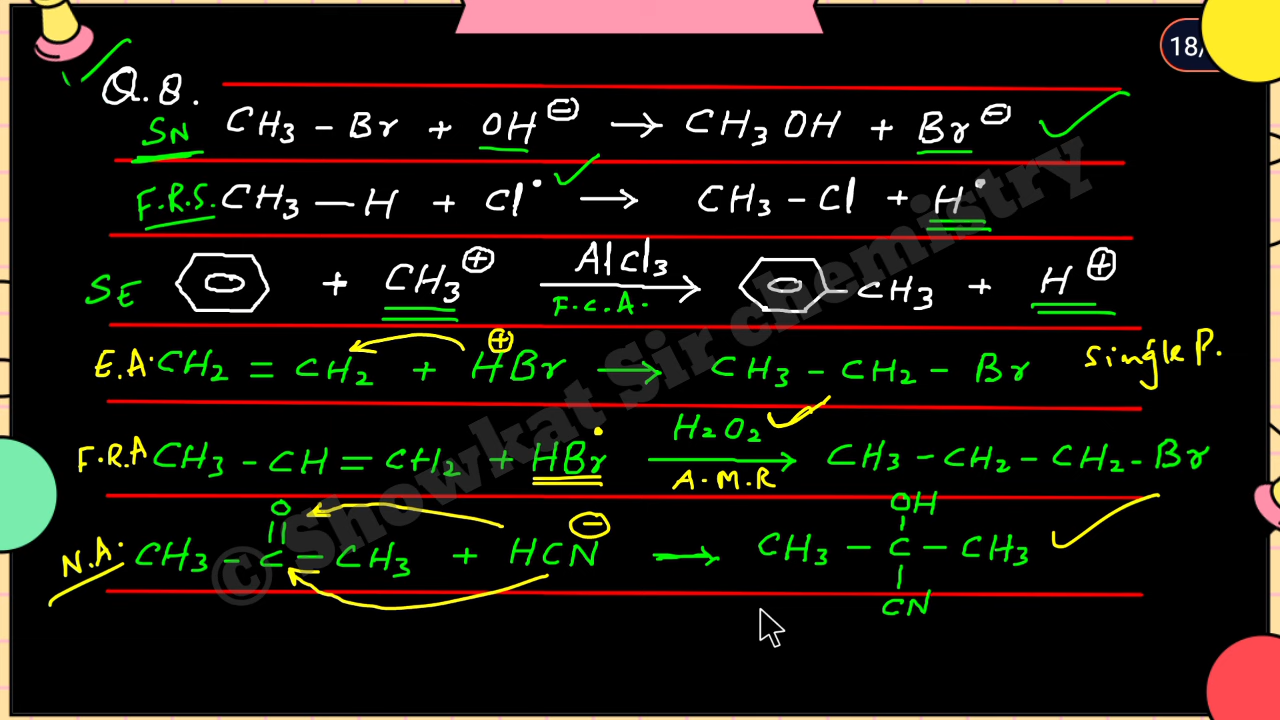 18/
Q.8.
SN CH3 - Br + OH⊖ → CH3 OH + Br⊖
F.R.S. CH3 — H + Cl• → CH3 - Cl + H•
SE + CH3⊕ AlCl3 F.C.A. → - CH3 + H⊕
E.A. CH2 = CH2 + H⊕Br → CH3 - CH2 - Br single P.
F.R.A CH3 - CH = CH2 + HBr• H2O2 A.M.R → CH3 - CH2 - CH2 - Br
O OH
N.A. CH3 - C - CH3 + HCN⊖ → CH3 - C - CH3
CN
© Showkat Sir chemistry